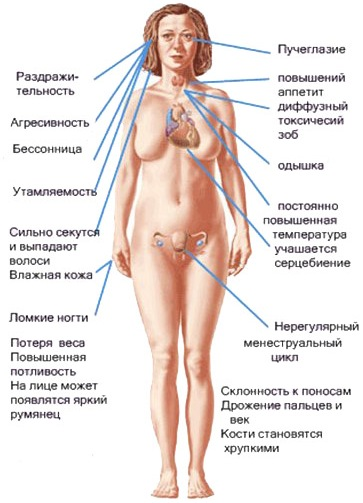 Раздражи-
тельность
Агресивность
Бессонница
Утамляемость
Сильно секутся
и выпадают
волоси
Влажная кожа
Ломкие ногти
Потеря веса
Повышенная
потливость
На лице может
появлятся яркий
румянец
Пучеглазие
повышений
аппетит
диффузный
токсичесий
зоб
одышка
постоянно
повышенная
температура
учашается
серцебиение
Нерегулярный
менеструальный
цикл
Склонность к поносам
Дрожение пальцев и
век
Кости становятся
хрупкими